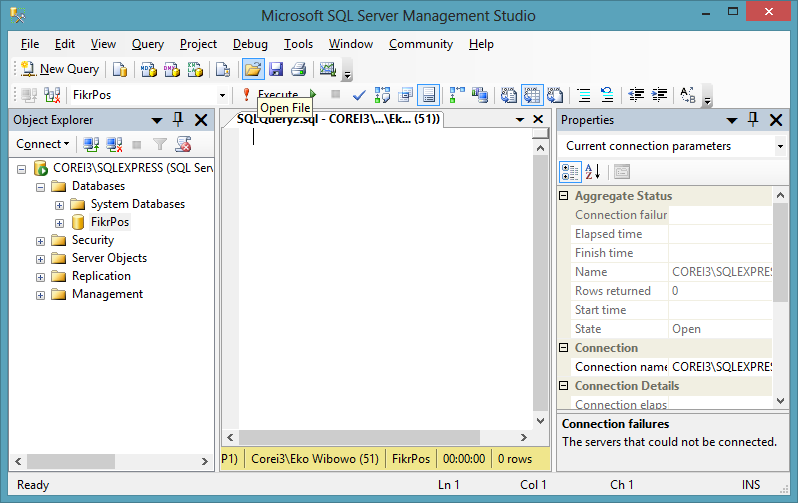 Microsoft SQL Server Management Studio
File Edit View Query Project Debug Tools Window Community Help
New Query
FikrPos
Execute
Open File
Object Explorer
SQLQuery2.sql - COREI3\...\Ek... (51))
Properties
Connect
Current connection parameters
COREI3\SQLEXPRESS (SQL Serv
Databases
System Databases
FikrPos
Security
Server Objects
Replication
Management
Aggregate Status
Connection failur
Elapsed time
Finish time
Name COREI3\SQLEXPRE
Rows returned 0
Start time
State Open
Connection
Connection name COREI3\SQLEXPRE
Connection Details
Connection elaps
Connection failures
The servers that could not be connected.
P1) Corei3\Eko Wibowo (51) FikrPos 00:00:00 0 rows
Ready Ln 1 Col 1 Ch 1 INS